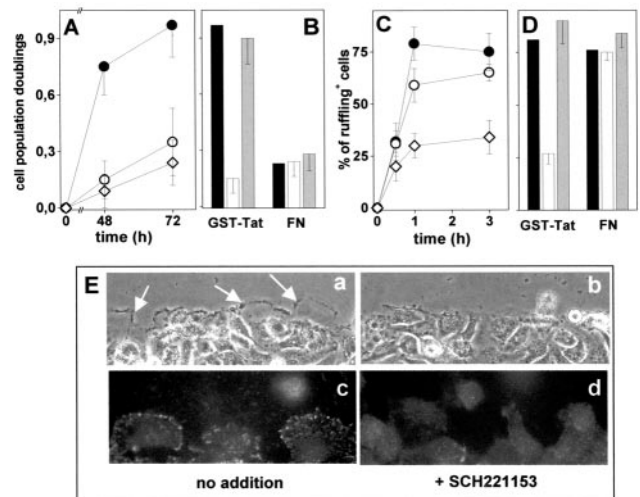 A
cell population doublings
0,9
0,6
0,3
0,0
0
48
72
time (h)
B
GST-Tat
FN
C
% of ruffling+ cells
75
50
25
0
0
1
2
3
time (h)
D
GST-Tat
FN
E
a
b
c
d
no addition
+ SCH221153